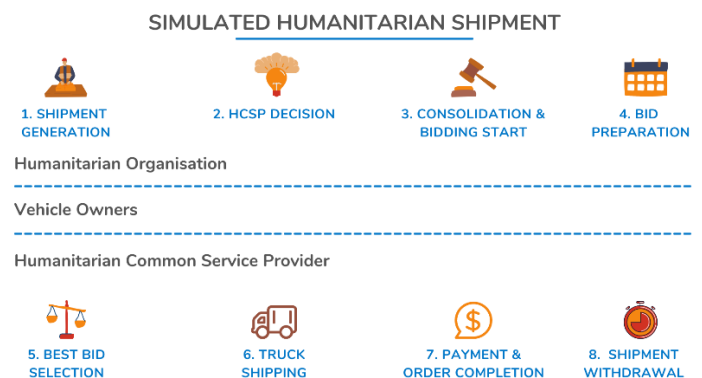 SIMULATED HUMANITARIAN SHIPMENT
1. SHIPMENT
GENERATION
2. HCSP DECISION
3. CONSOLIDATION &
BIDDING START
4. BID
PREPARATION
Humanitarian Organisation
Vehicle Owners
Humanitarian Common Service Provider
5. BEST BID
SELECTION
6. TRUCK
SHIPPING
$
7. PAYMENT &
ORDER COMPLETION
8. SHIPMENT
WITHDRAWAL